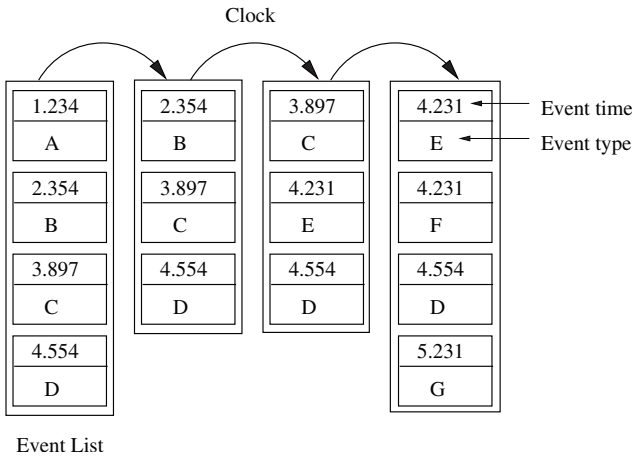 Clock
1.234
A
2.354
B
3.897
C
4.554
D
2.354
B
3.897
C
4.554
D
3.897
C
4.231
E
4.554
D
4.231
E
4.231
F
4.554
D
5.231
G
Event time
Event type
Event List